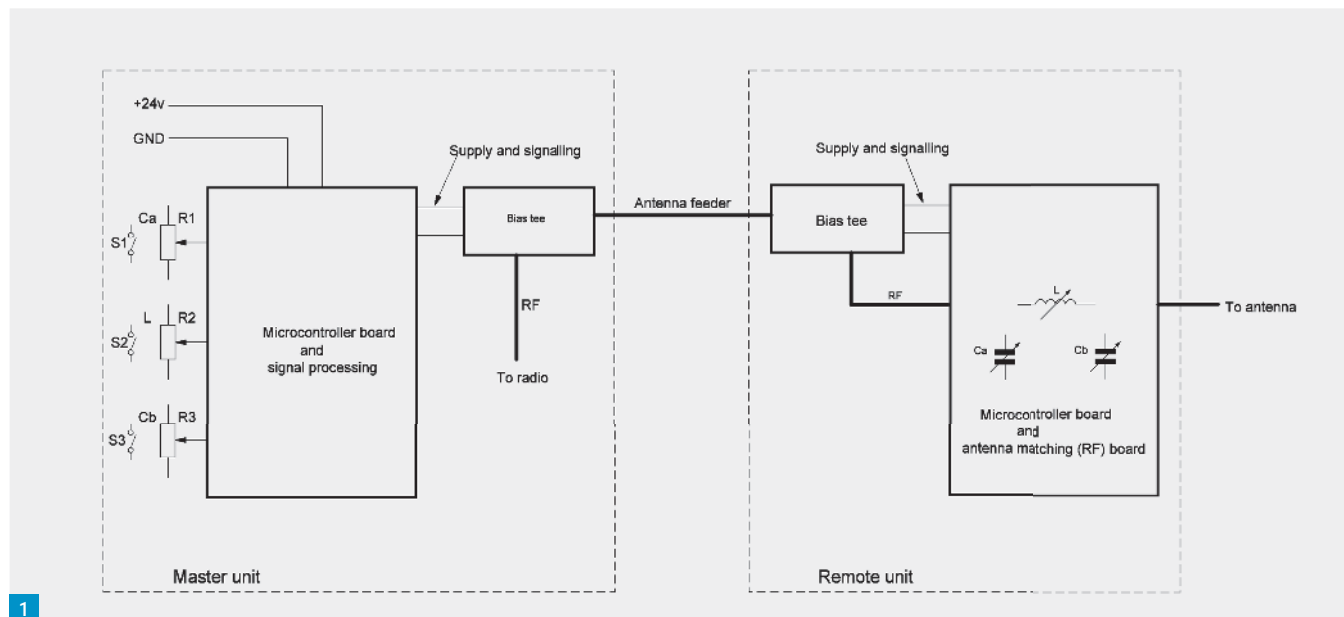 +24v
GND
Supply and signalling
Ca R1
S1
L R2
S2
Cb R3
S3
Microcontroller board
and
signal processing
Bias tee
RF
To radio
Antenna feeder
Master unit
Supply and signalling
Bias tee
RF
L
Ca
Cb
Microcontroller board
and
antenna matching (RF) board
To antenna
Remote unit
1